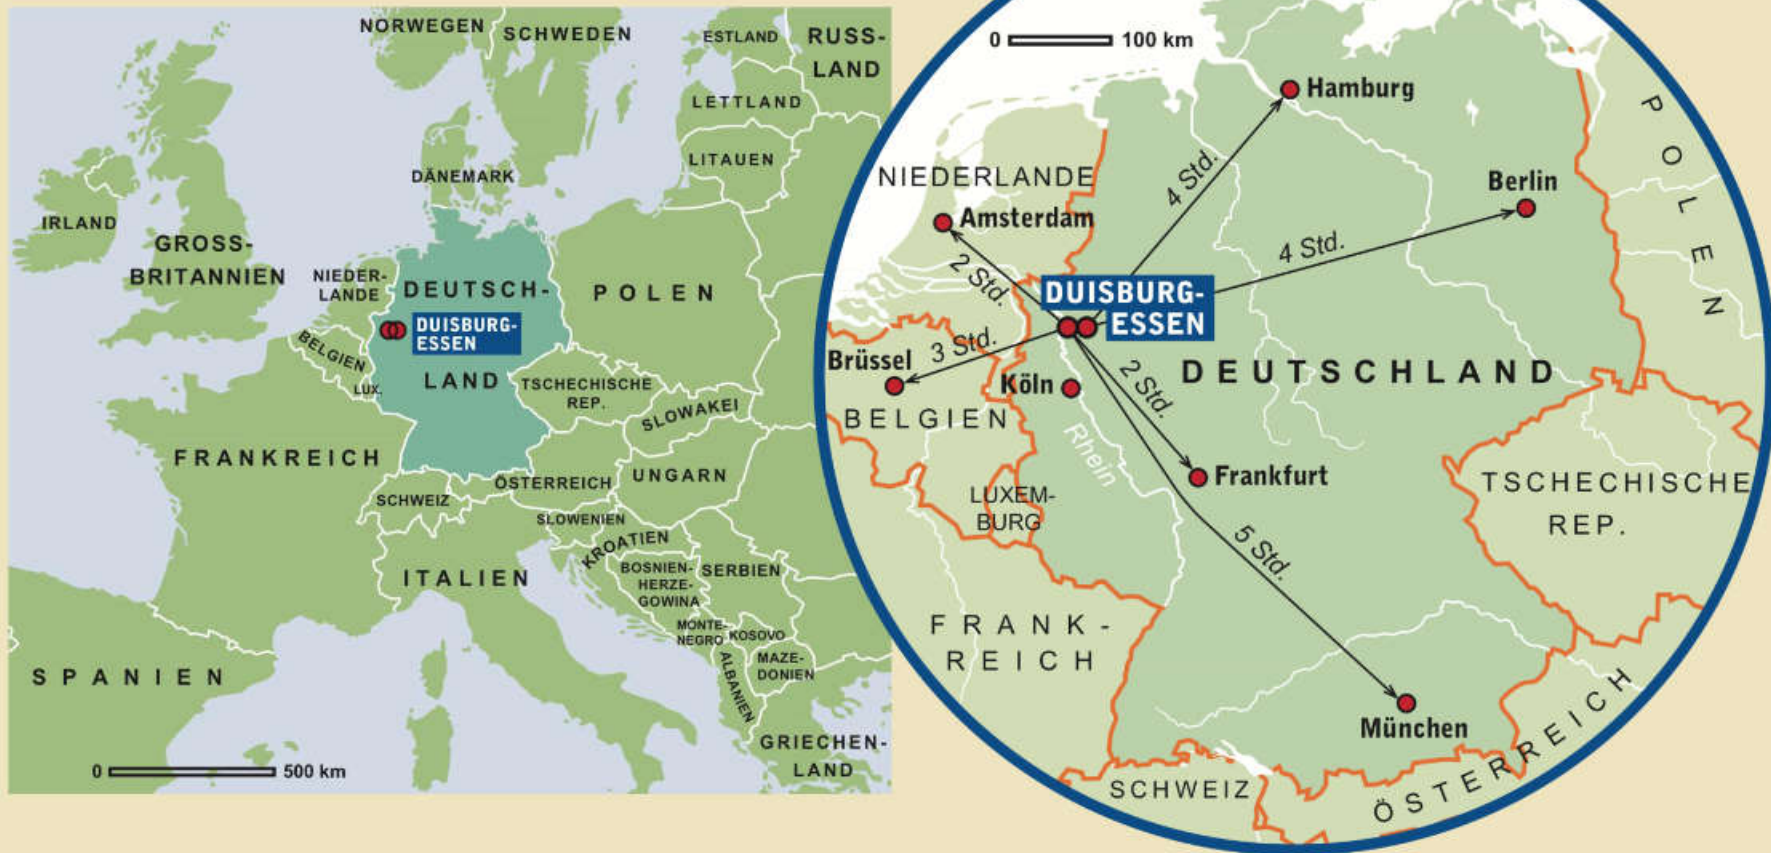 NORWEGEN
SCHWEDEN
ESTLAND
RUSS-
LAND
LETTLAND
LITAUEN
DÄNEMARK
IRLAND
GROSS-
BRITANNIEN
NIEDER-
LANDE
DEUTSCH-
LAND
POLEN
DUISBURG-
ESSEN
BELGIEN
LUX.
TSCHECHISCHE
REP.
SLOWAKEI
FRANKREICH
ÖSTERREICH
UNGARN
SCHWEIZ
SLOWENIEN
KROATIEN
ITALIEN
BOSNIEN-
HERZE-
GOWINA
SERBIEN
MONTE-
NEGRO
KOSOVO
MAZE-
DONIEN
ALBANIEN
SPANIEN
GRIECHEN-
LAND
0 500 km
0 100 km
Hamburg
POLEN
4 Std.
NIEDERLANDE
Berlin
Amsterdam
4 Std.
2 Std.
DUISBURG-
ESSEN
Brüssel
3 Std.
Köln
2 Std.
DEUTSCHLAND
BELGIEN
Rhein
Frankfurt
LUXEM-
BURG
TSCHECHISCHE
REP.
5 Std.
FRANK-
REICH
München
SCHWEIZ
ÖSTERREICH